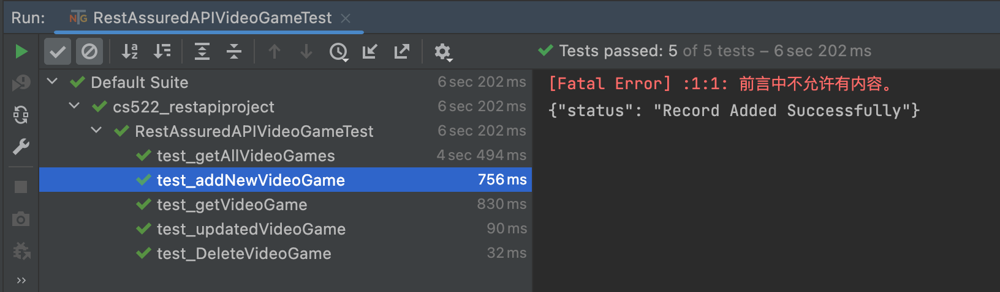 Run: NTG RestAssuredAPIVideoGameTest
Tests passed: 5 of 5 tests – 6 sec 202 ms
Default Suite 6 sec 202 ms
cs522_restapiproject 6 sec 202 ms
RestAssuredAPIVideoGameTest 6 sec 202 ms
test_getAllVideoGames 4 sec 494 ms
test_addNewVideoGame 756 ms
test_getVideoGame 830 ms
test_updatedVideoGame 90 ms
test_DeleteVideoGame 32 ms
[Fatal Error] :1:1: 前言中不允许有内容。
{"status": "Record Added Successfully"}